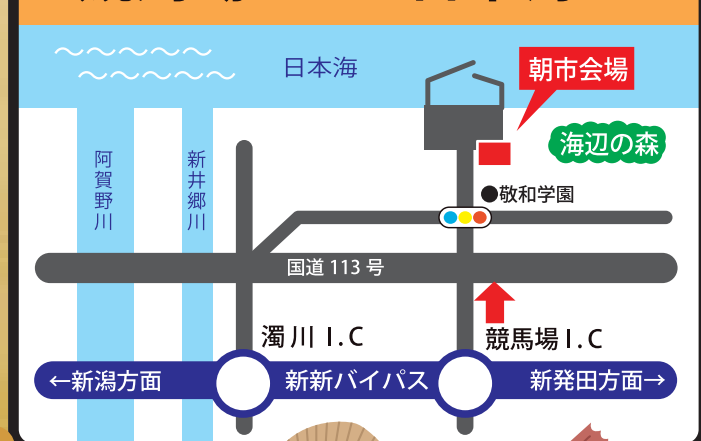 日本海
朝市会場
海辺の森
阿賀野川
新井郷川
●敬和学園
国道 113 号
濁川 I.C
競馬場 I.C
←新潟方面
新新バイパス
新発田方面→